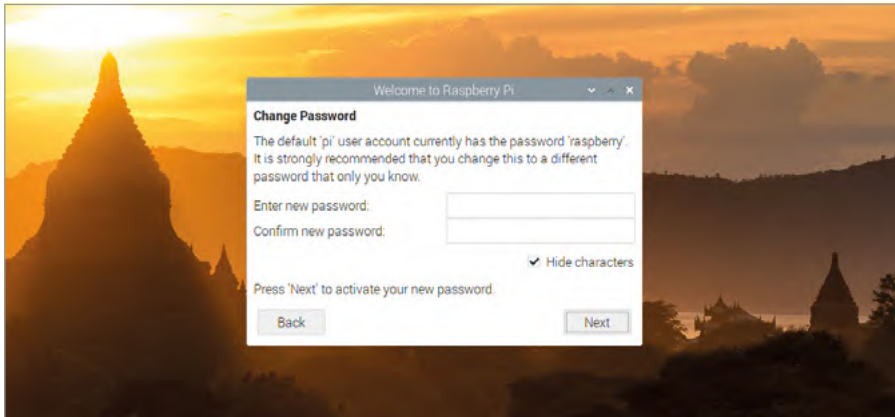 Welcome to Raspberry Pi
Change Password
The default 'pi' user account currently has the password 'raspberry'.
It is strongly recommended that you change this to a different
password that only you know.
Enter new password:
Confirm new password:
Hide characters
Press 'Next' to activate your new password.
Back
Next